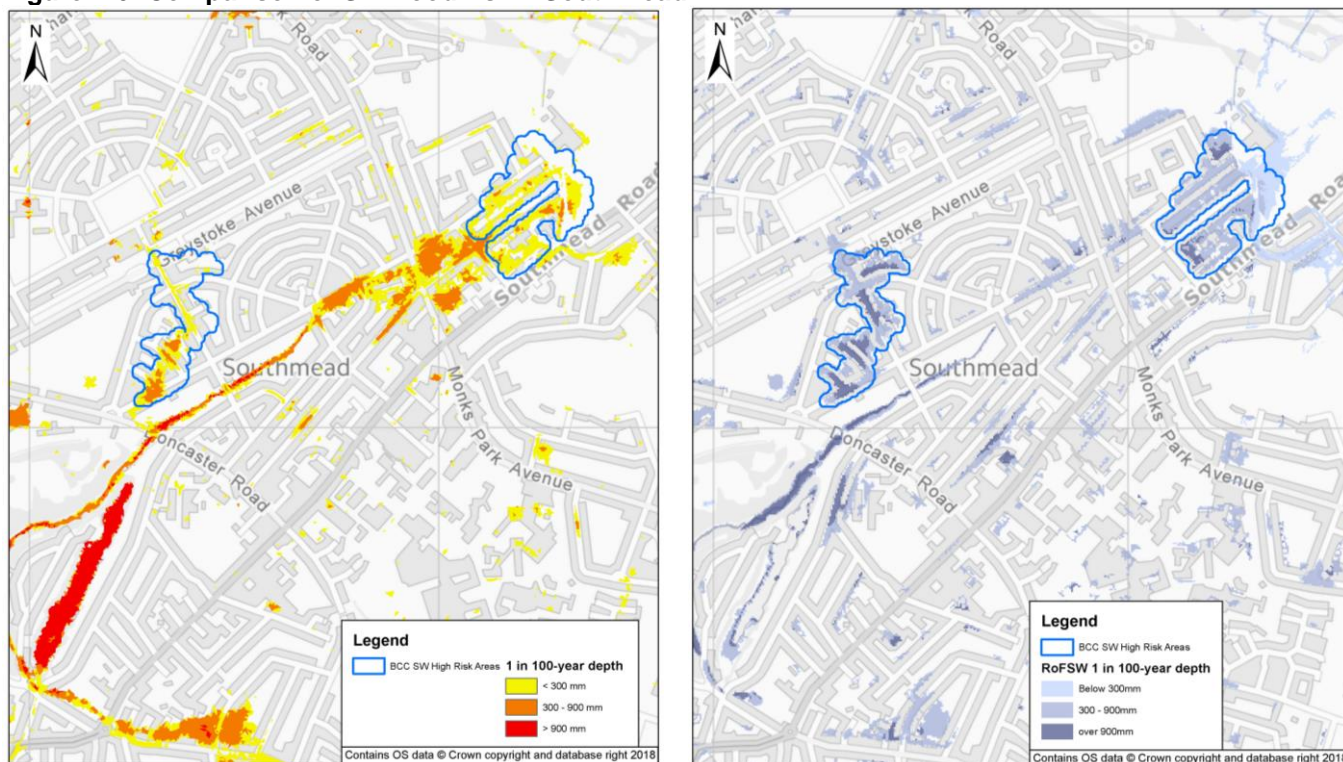 N
Road
Greystoke Avenue
Southmead Road
Southmead
Monks Park Avenue
Doncaster Road
Legend
BCC SW High Risk Areas
1 in 100-year depth
< 300 mm
300 - 900 mm
> 900 mm
Contains OS data © Crown copyright and database right 2018
N
Road
Greystoke Avenue
Southmead Road
Southmead
Monks Park Avenue
Doncaster Road
Legend
BCC SW High Risk Areas
RoFSW 1 in 100-year depth
Below 300mm
300 - 900mm
over 900mm
Contains OS data © Crown copyright and database right 2018